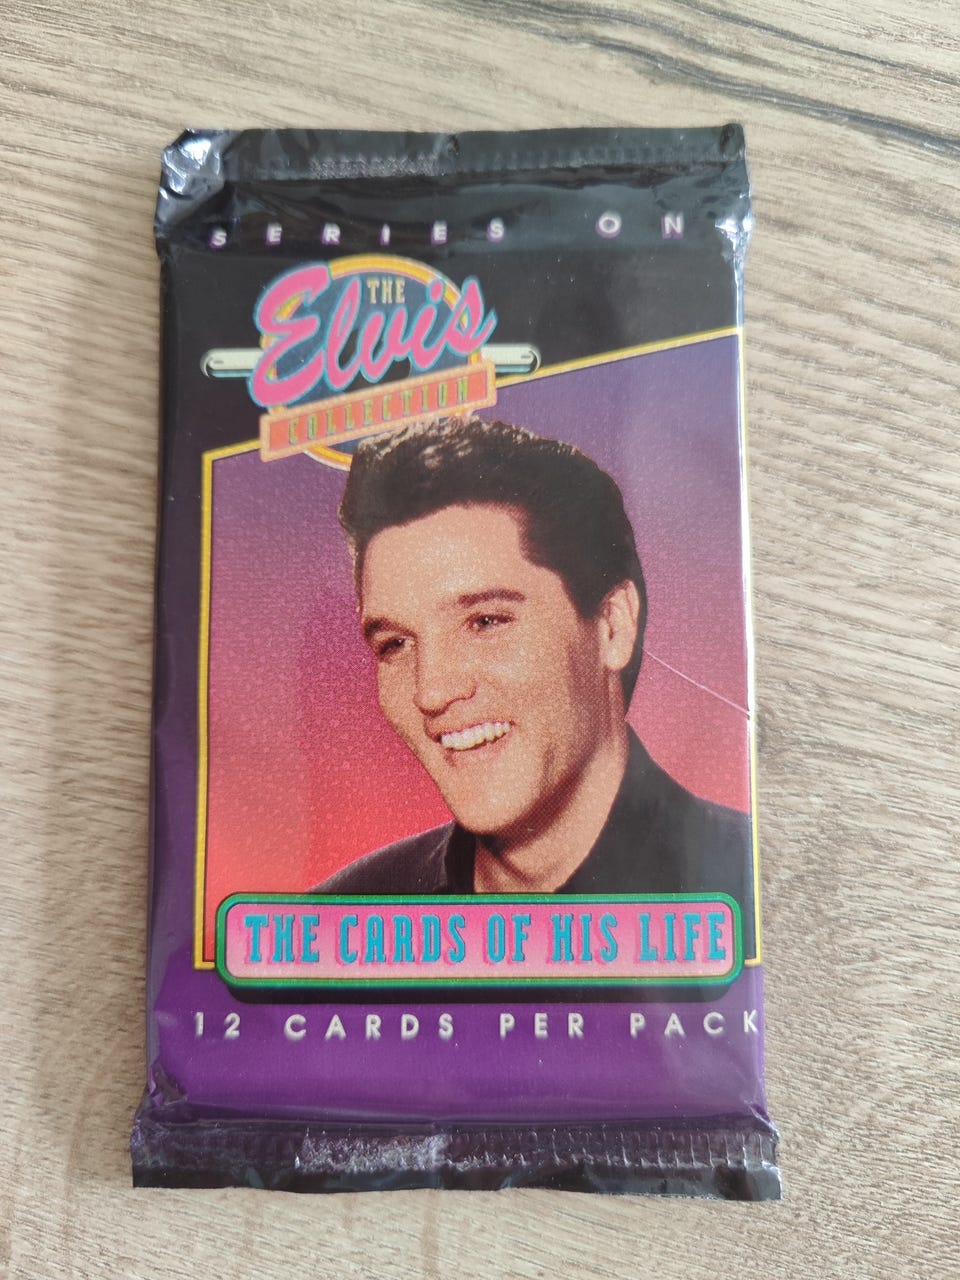 SERIES ON
THE
Elvis
COLLECTION
THE CARDS OF HIS LIFE
12 CARDS PER PACK